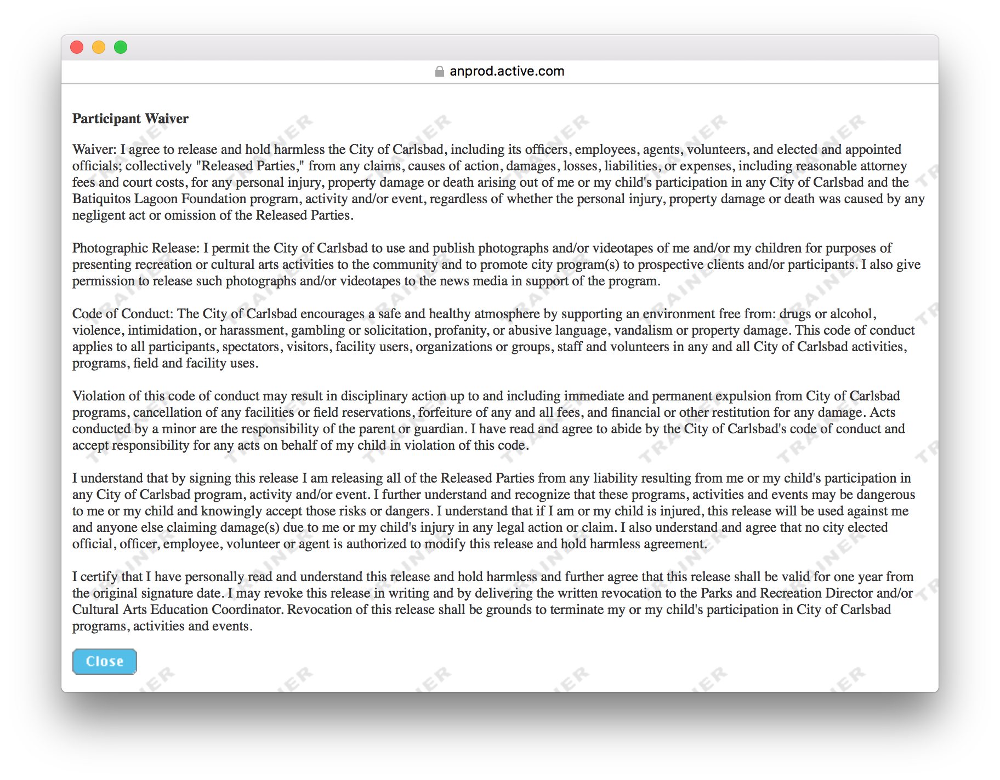 anprod.active.com
Participant Waiver
Waiver: I agree to release and hold harmless the City of Carlsbad, including its officers, employees, agents, volunteers, and elected and appointed
officials; collectively "Released Parties," from any claims, causes of action, damages, losses, liabilities, or expenses, including reasonable attorney
fees and court costs, for any personal injury, property damage or death arising out of me or my child's participation in any City of Carlsbad and the
Batiquitos Lagoon Foundation program, activity and/or event, regardless of whether the personal injury, property damage or death was caused by any
negligent act or omission of the Released Parties.
Photographic Release: I permit the City of Carlsbad to use and publish photographs and/or videotapes of me and/or my children for purposes of
presenting recreation or cultural arts activities to the community and to promote city program(s) to prospective clients and/or participants. I also give
permission to release such photographs and/or videotapes to the news media in support of the program.
Code of Conduct: The City of Carlsbad encourages a safe and healthy atmosphere by supporting an environment free from: drugs or alcohol,
violence, intimidation, or harassment, gambling or solicitation, profanity, or abusive language, vandalism or property damage. This code of conduct
applies to all participants, spectators, visitors, facility users, organizations or groups, staff and volunteers in any and all City of Carlsbad activities,
programs, field and facility uses.
Violation of this code of conduct may result in disciplinary action up to and including immediate and permanent expulsion from City of Carlsbad
programs, cancellation of any facilities or field reservations, forfeiture of any and all fees, and financial or other restitution for any damage. Acts
conducted by a minor are the responsibility of the parent or guardian. I have read and agree to abide by the City of Carlsbad's code of conduct and
accept responsibility for any acts on behalf of my child in violation of this code.
I understand that by signing this release I am releasing all of the Released Parties from any liability resulting from me or my child's participation in
any City of Carlsbad program, activity and/or event. I further understand and recognize that these programs, activities and events may be dangerous
to me or my child and knowingly accept those risks or dangers. I understand that if I am or my child is injured, this release will be used against me
and anyone else claiming damage(s) due to me or my child's injury in any legal action or claim. I also understand and agree that no city elected
official, officer, employee, volunteer or agent is authorized to modify this release and hold harmless agreement.
I certify that I have personally read and understand this release and hold harmless and further agree that this release shall be valid for one year from
the original signature date. I may revoke this release in writing and by delivering the written revocation to the Parks and Recreation Director and/or
Cultural Arts Education Coordinator. Revocation of this release shall be grounds to terminate my or my child's participation in City of Carlsbad
programs, activities and events.
Close
TRAINER